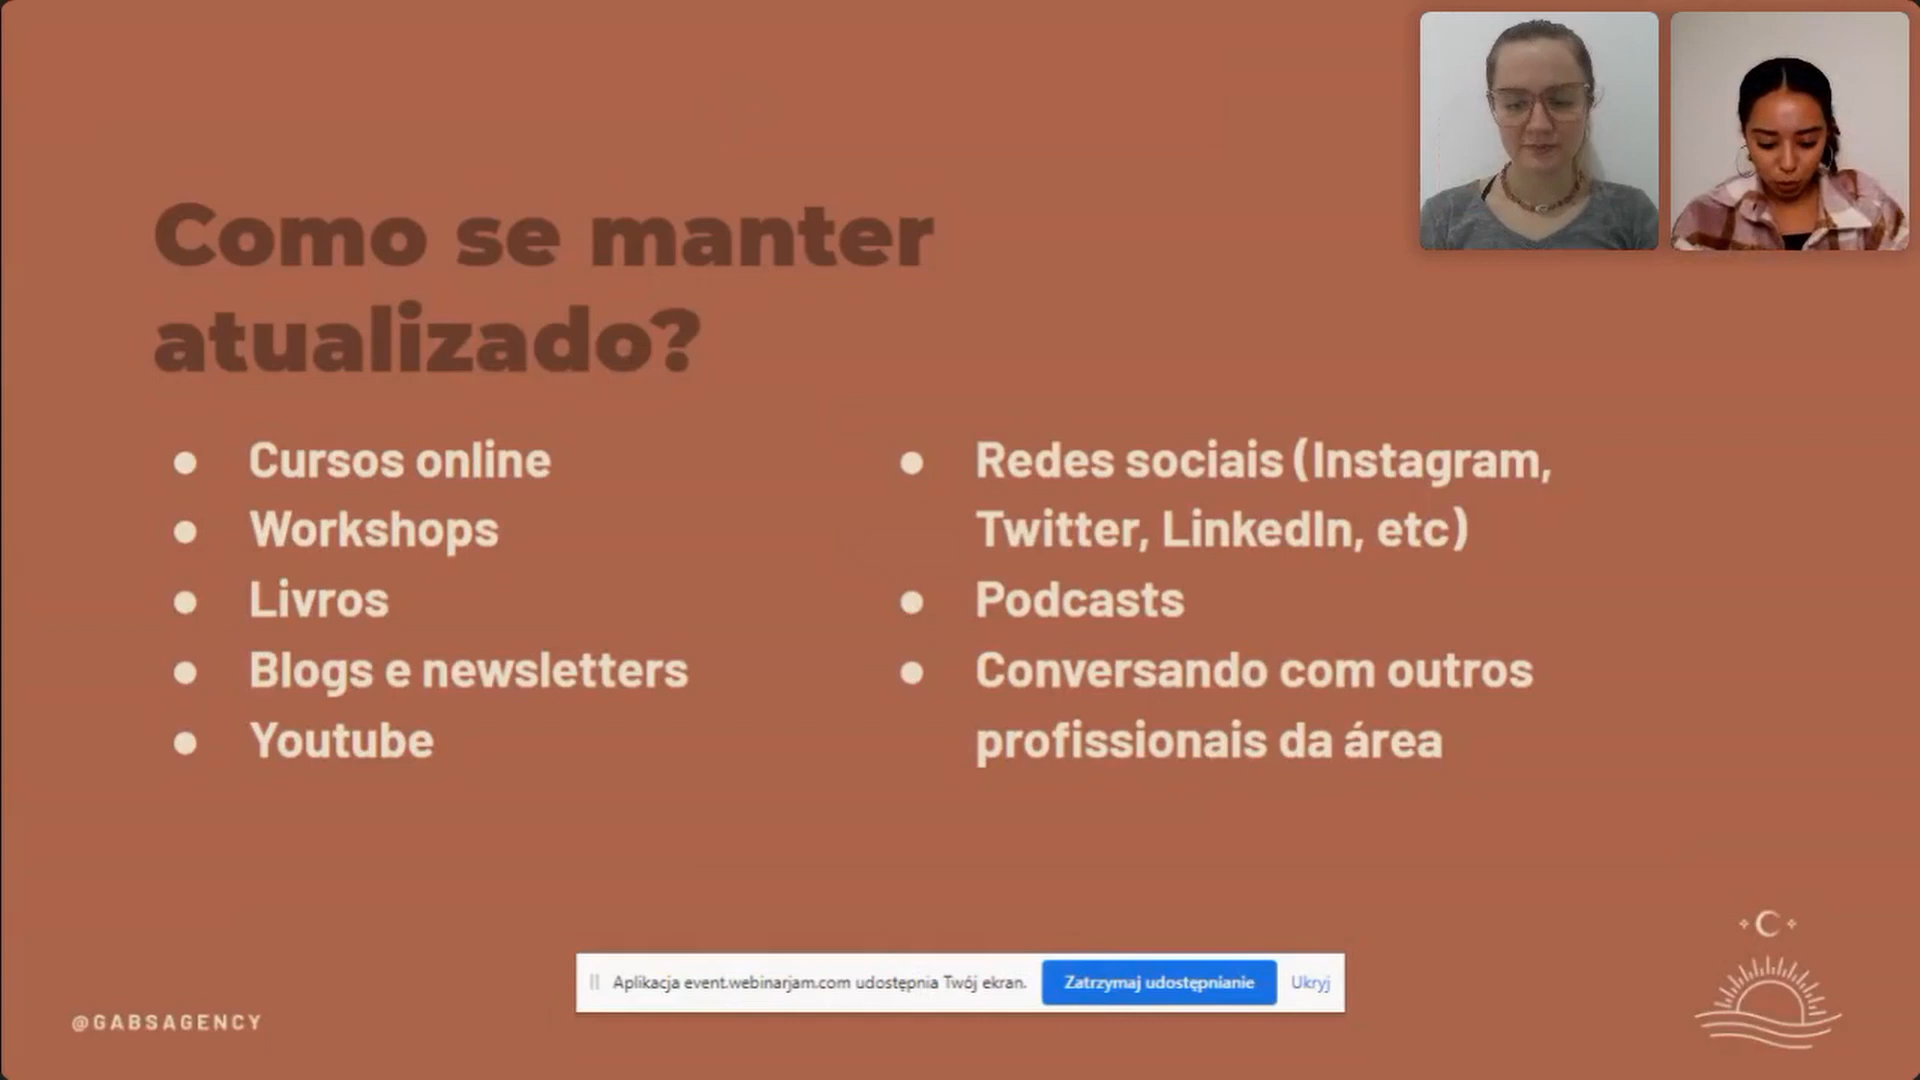 Como se manter
atualizado?
● Cursos online
● Workshops
● Livros
● Blogs e newsletters
● Youtube
● Redes sociais (Instagram,
Twitter, LinkedIn, etc)
● Podcasts
● Conversando com outros
profissionais da área
Aplikacja event.webinarjam.com udostępnia Twój ekran. Zatrzymaj udostępnianie Ukryj
@GABSAGENCY